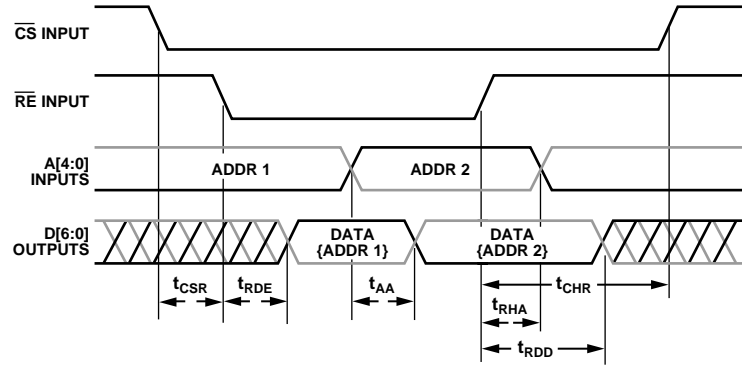 CS INPUT
RE INPUT
A[4:0]
INPUTS
ADDR 1
ADDR 2
D[6:0]
OUTPUTS
DATA
{ADDR 1}
DATA
{ADDR 2}
tCSR
tRDE
tAA
tCHR
tRHA
tRDD